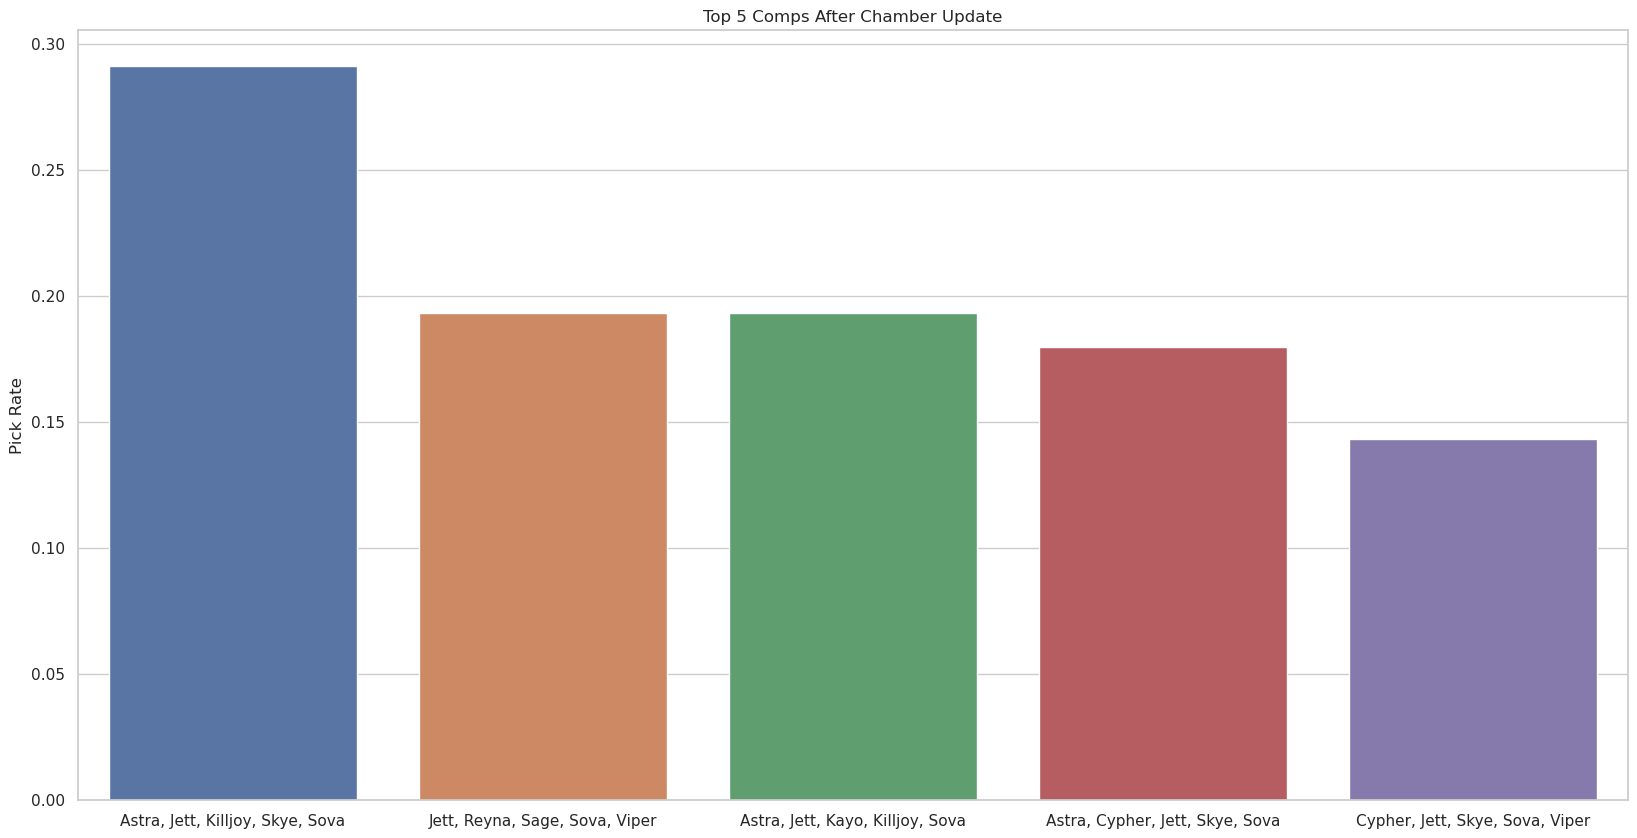 Top 5 Comps After Chamber Update
Pick Rate
0.30
0.25
0.20
0.15
0.10
0.05
0.00
Astra, Jett, Killjoy, Skye, Sova
Jett, Reyna, Sage, Sova, Viper
Astra, Jett, Kayo, Killjoy, Sova
Astra, Cypher, Jett, Skye, Sova
Cypher, Jett, Skye, Sova, Viper